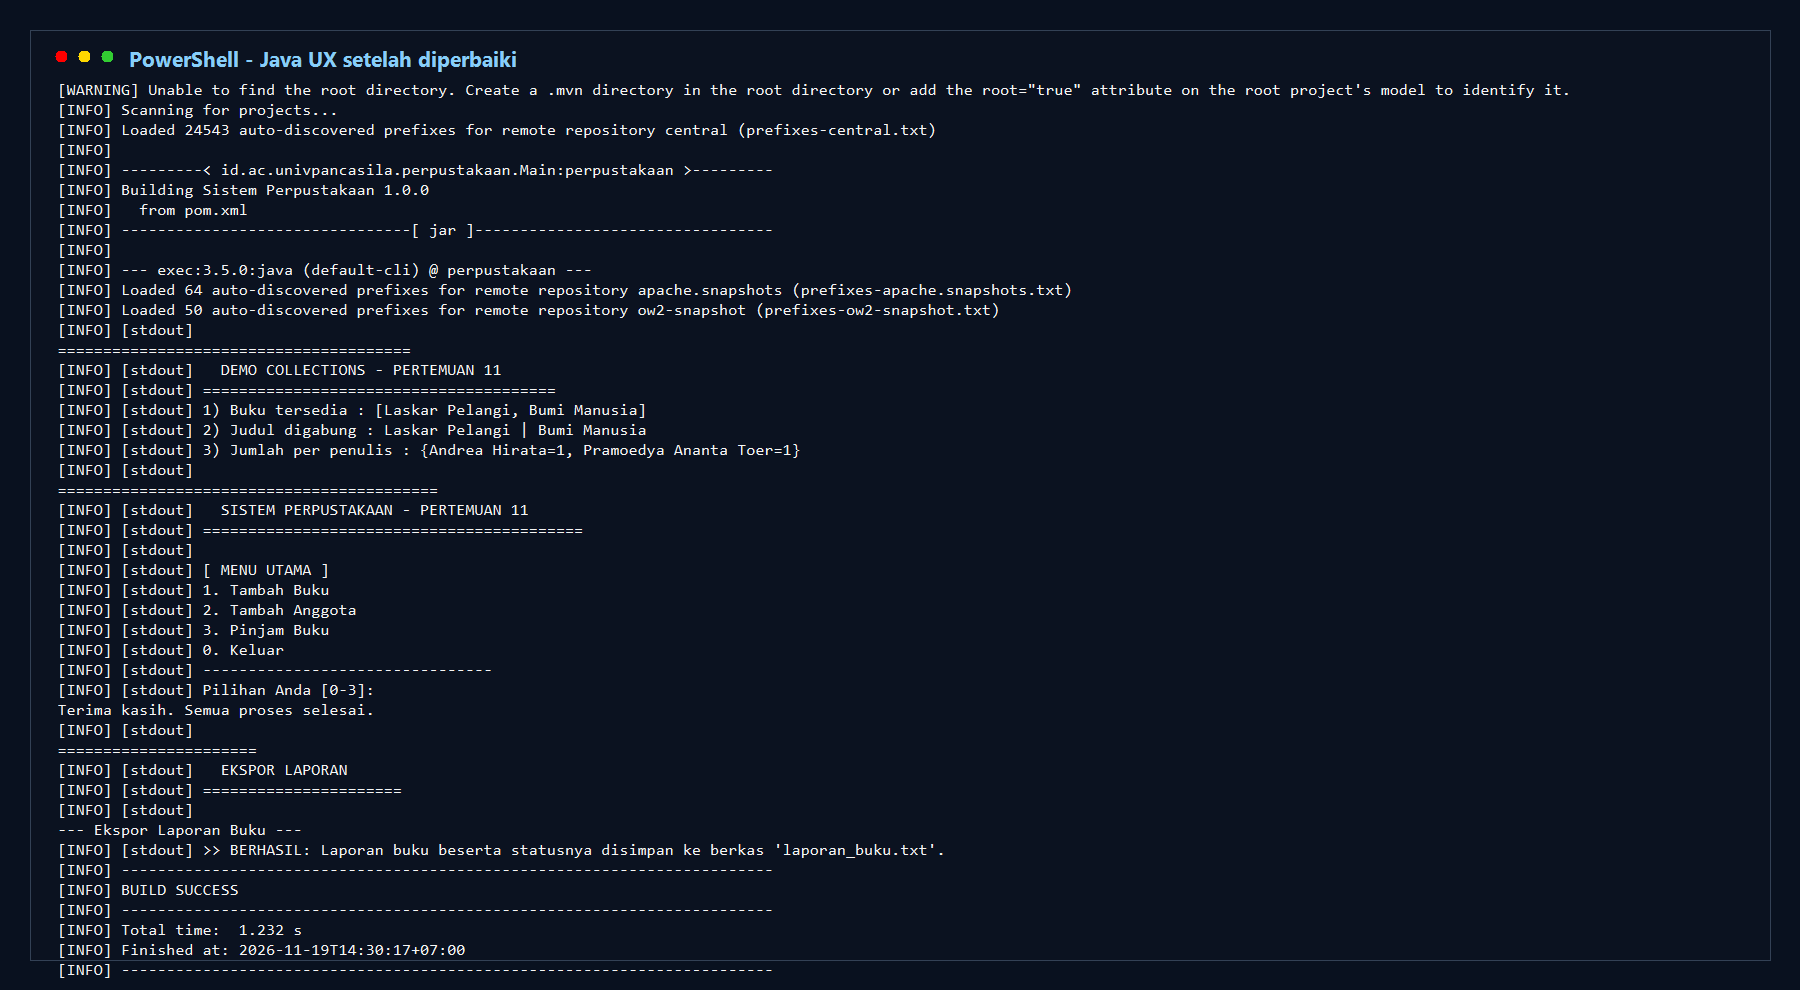 PowerShell - Java UX setelah diperbaiki
[WARNING] Unable to find the root directory. Create a .mvn directory in the root directory or add the root="true" attribute on the root project's model to identify it.
[INFO] Scanning for projects...
[INFO] Loaded 24543 auto-discovered prefixes for remote repository central (prefixes-central.txt)
[INFO]
[INFO] ---------< id.ac.univpancasila.perpustakaan.Main:perpustakaan >---------
[INFO] Building Sistem Perpustakaan 1.0.0
[INFO]   from pom.xml
[INFO] --------------------------------[ jar ]---------------------------------
[INFO]
[INFO] --- exec:3.5.0:java (default-cli) @ perpustakaan ---
[INFO] Loaded 64 auto-discovered prefixes for remote repository apache.snapshots (prefixes-apache.snapshots.txt)
[INFO] Loaded 50 auto-discovered prefixes for remote repository ow2-snapshot (prefixes-ow2-snapshot.txt)
[INFO] [stdout]
=======================================
[INFO] [stdout]   DEMO COLLECTIONS - PERTEMUAN 11
[INFO] [stdout] =======================================
[INFO] [stdout] 1) Buku tersedia : [Laskar Pelangi, Bumi Manusia]
[INFO] [stdout] 2) Judul digabung : Laskar Pelangi | Bumi Manusia
[INFO] [stdout] 3) Jumlah per penulis : {Andrea Hirata=1, Pramoedya Ananta Toer=1}
[INFO] [stdout]
==========================================
[INFO] [stdout]   SISTEM PERPUSTAKAAN - PERTEMUAN 11
[INFO] [stdout] ==========================================
[INFO] [stdout]
[INFO] [stdout] [ MENU UTAMA ]
[INFO] [stdout] 1. Tambah Buku
[INFO] [stdout] 2. Tambah Anggota
[INFO] [stdout] 3. Pinjam Buku
[INFO] [stdout] 0. Keluar
[INFO] [stdout] --------------------------------
[INFO] [stdout] Pilihan Anda [0-3]:
Terima kasih. Semua proses selesai.
[INFO] [stdout]
======================
[INFO] [stdout]   EKSPOR LAPORAN
[INFO] [stdout] ======================
[INFO] [stdout]
--- Ekspor Laporan Buku ---
[INFO] [stdout] >> BERHASIL: Laporan buku beserta statusnya disimpan ke berkas 'laporan_buku.txt'.
[INFO] ------------------------------------------------------------------------
[INFO] BUILD SUCCESS
[INFO] ------------------------------------------------------------------------
[INFO] Total time:  1.232 s
[INFO] Finished at: 2026-11-19T14:30:17+07:00
[INFO] ------------------------------------------------------------------------